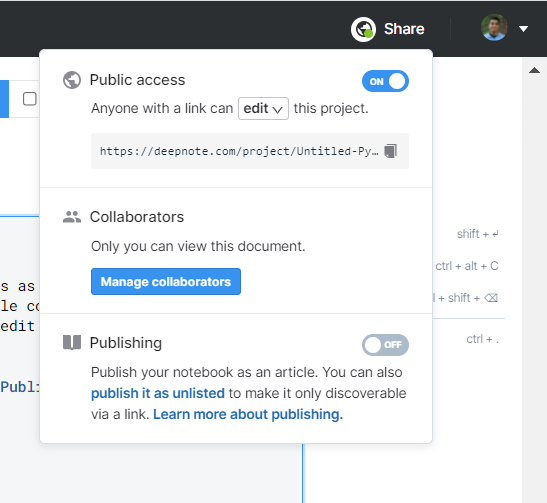 Share
Public access
ON
Anyone with a link can edit this project.
https://deepnote.com/project/Untitled-Py…
Collaborators
Only you can view this document.
Manage collaborators
Publishing
OFF
Publish your notebook as an article. You can also
publish it as unlisted to make it only discoverable
via a link. Learn more about publishing.
shift + ↵
ctrl + alt + C
+ shift + ⌫
ctrl + .
s as
le co
edit
Publi